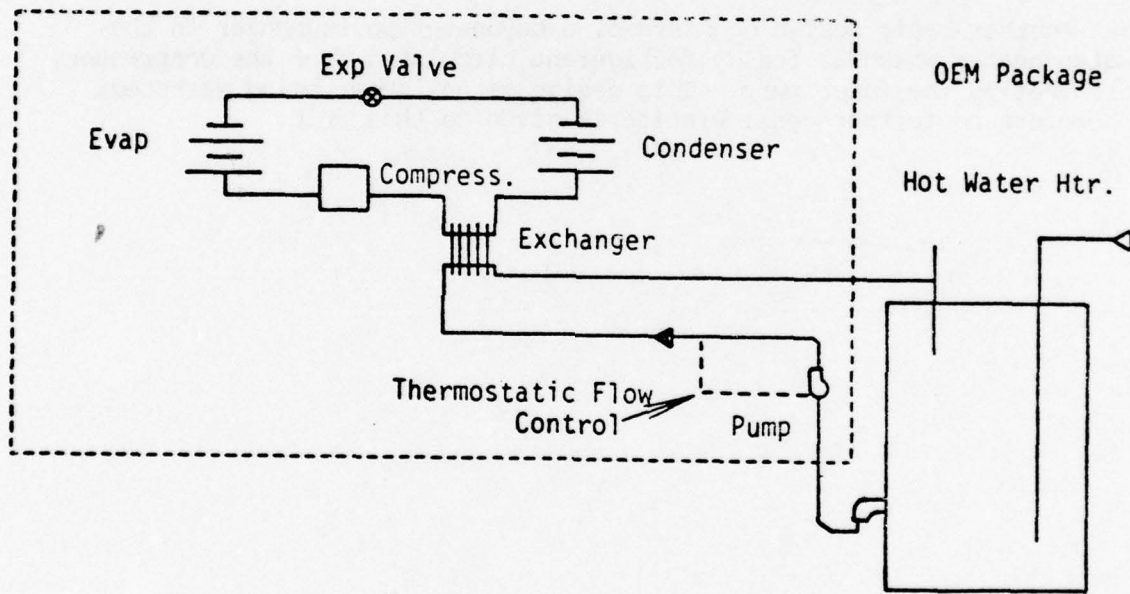 Exp Valve
OEM Package
Evap
Condenser
Compress.
Hot Water Htr.
Exchanger
Thermostatic Flow
Control
Pump